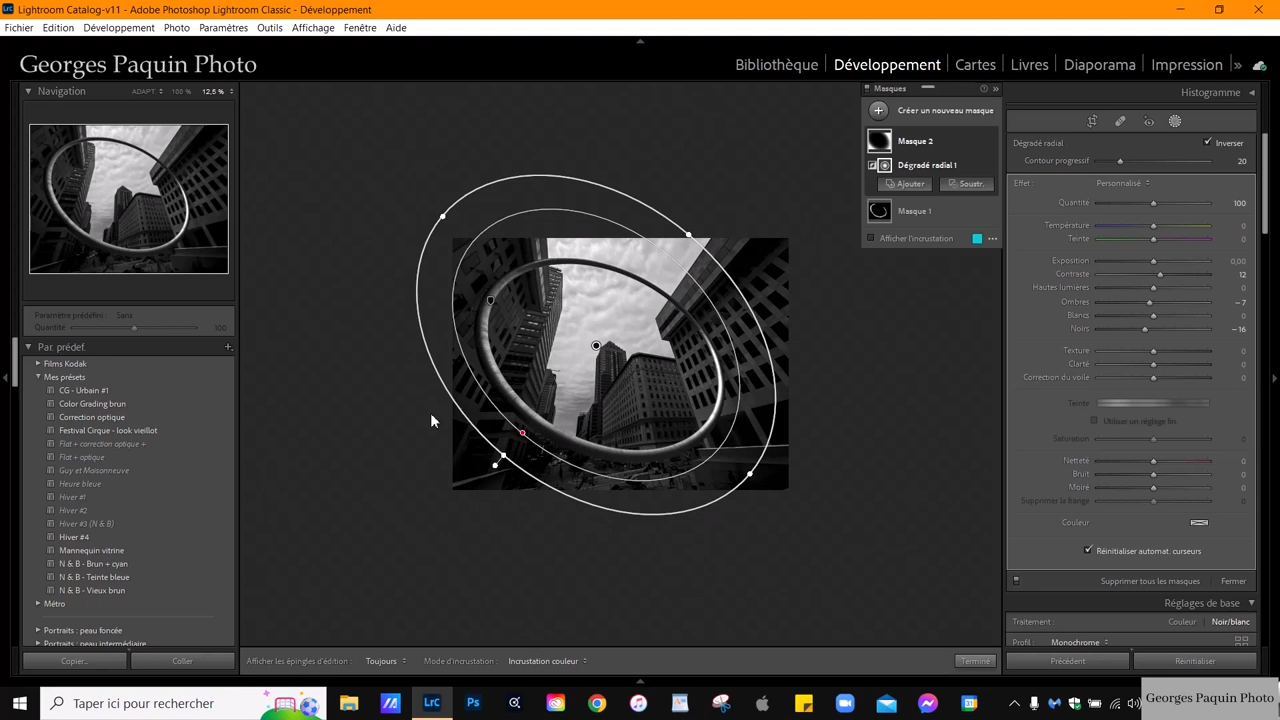 Lightroom Catalog-v11 - Adobe Photoshop Lightroom Classic - Développement
Fichier Edition Développement Photo Paramètres Outils Affichage Fenêtre Aide
Georges Paquin Photo
Bibliothèque Développement Cartes Livres Diaporama Impression »
Navigation ADAPT. 100 % 12,5 %
Paramètre prédéfini : Sans
Quantité 100
Par. prédéf.
Films Kodak
Mes présets
CG - Urbain #1
Color Grading brun
Correction optique
Festival Cirque - look vieillot
Flat + correction optique +
Flat + optique
Guy et Maisonneuve
Heure bleue
Hiver #1
Hiver #2
Hiver #3 (N & B)
Hiver #4
Mannequin vitrine
N & B - Brun + cyan
N & B - Teinte bleue
N & B - Vieux brun
Métro
Portraits : peau foncée
Portraits : peau intermédiaire
Copier... Coller
Masques
Créer un nouveau masque
Masque 2
Dégradé radial 1
Ajouter Soustr.
Masque 1
Afficher l'incrustation
Afficher les épingles d'édition : Toujours Mode d'incrustation : Incrustation couleur Terminé
Histogramme
Dégradé radial Inverser
Contour progressif 20
Effet : Personnalisé
Quantité 100
Température 0
Teinte 0
Exposition 0,00
Contraste 12
Hautes lumières 0
Ombres – 7
Blancs 0
Noirs – 16
Texture 0
Clarté 0
Correction du voile 0
Teinte
Utiliser un réglage fin
Saturation 0
Netteté 0
Bruit 0
Moiré 0
Supprimer la frange 0
Couleur
Réinitialiser automat. curseurs
Supprimer tous les masques Fermer
Réglages de base
Traitement : Couleur Noir/blanc
Profil : Monochrome
Précédent Réinitialiser
Taper ici pour rechercher
LrC Ps
Georges Paquin Photo